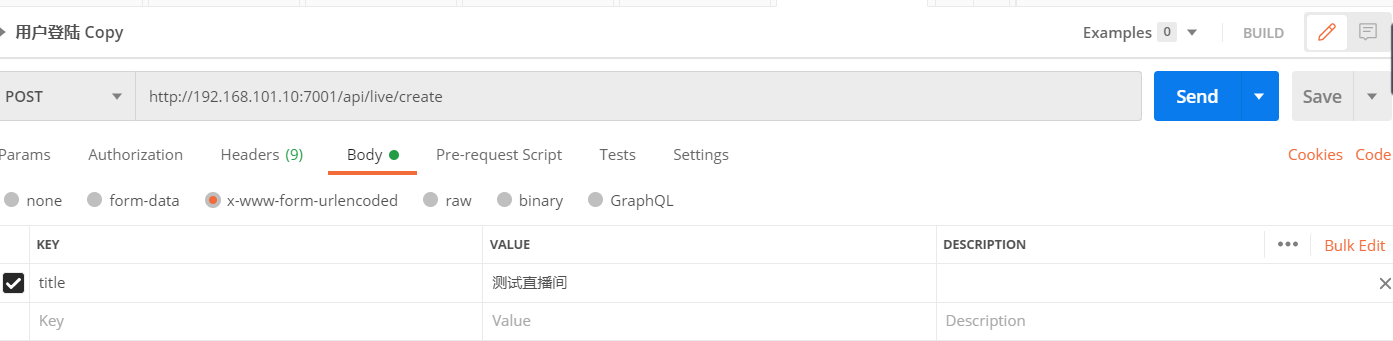 用户登陆 Copy Examples 0 BUILD
POST http://192.168.101.10:7001/api/live/create Send Save
Params Authorization Headers (9) Body Pre-request Script Tests Settings Cookies Code
none form-data x-www-form-urlencoded raw binary GraphQL
KEY VALUE DESCRIPTION ••• Bulk Edit
title 测试直播间
Key Value Description